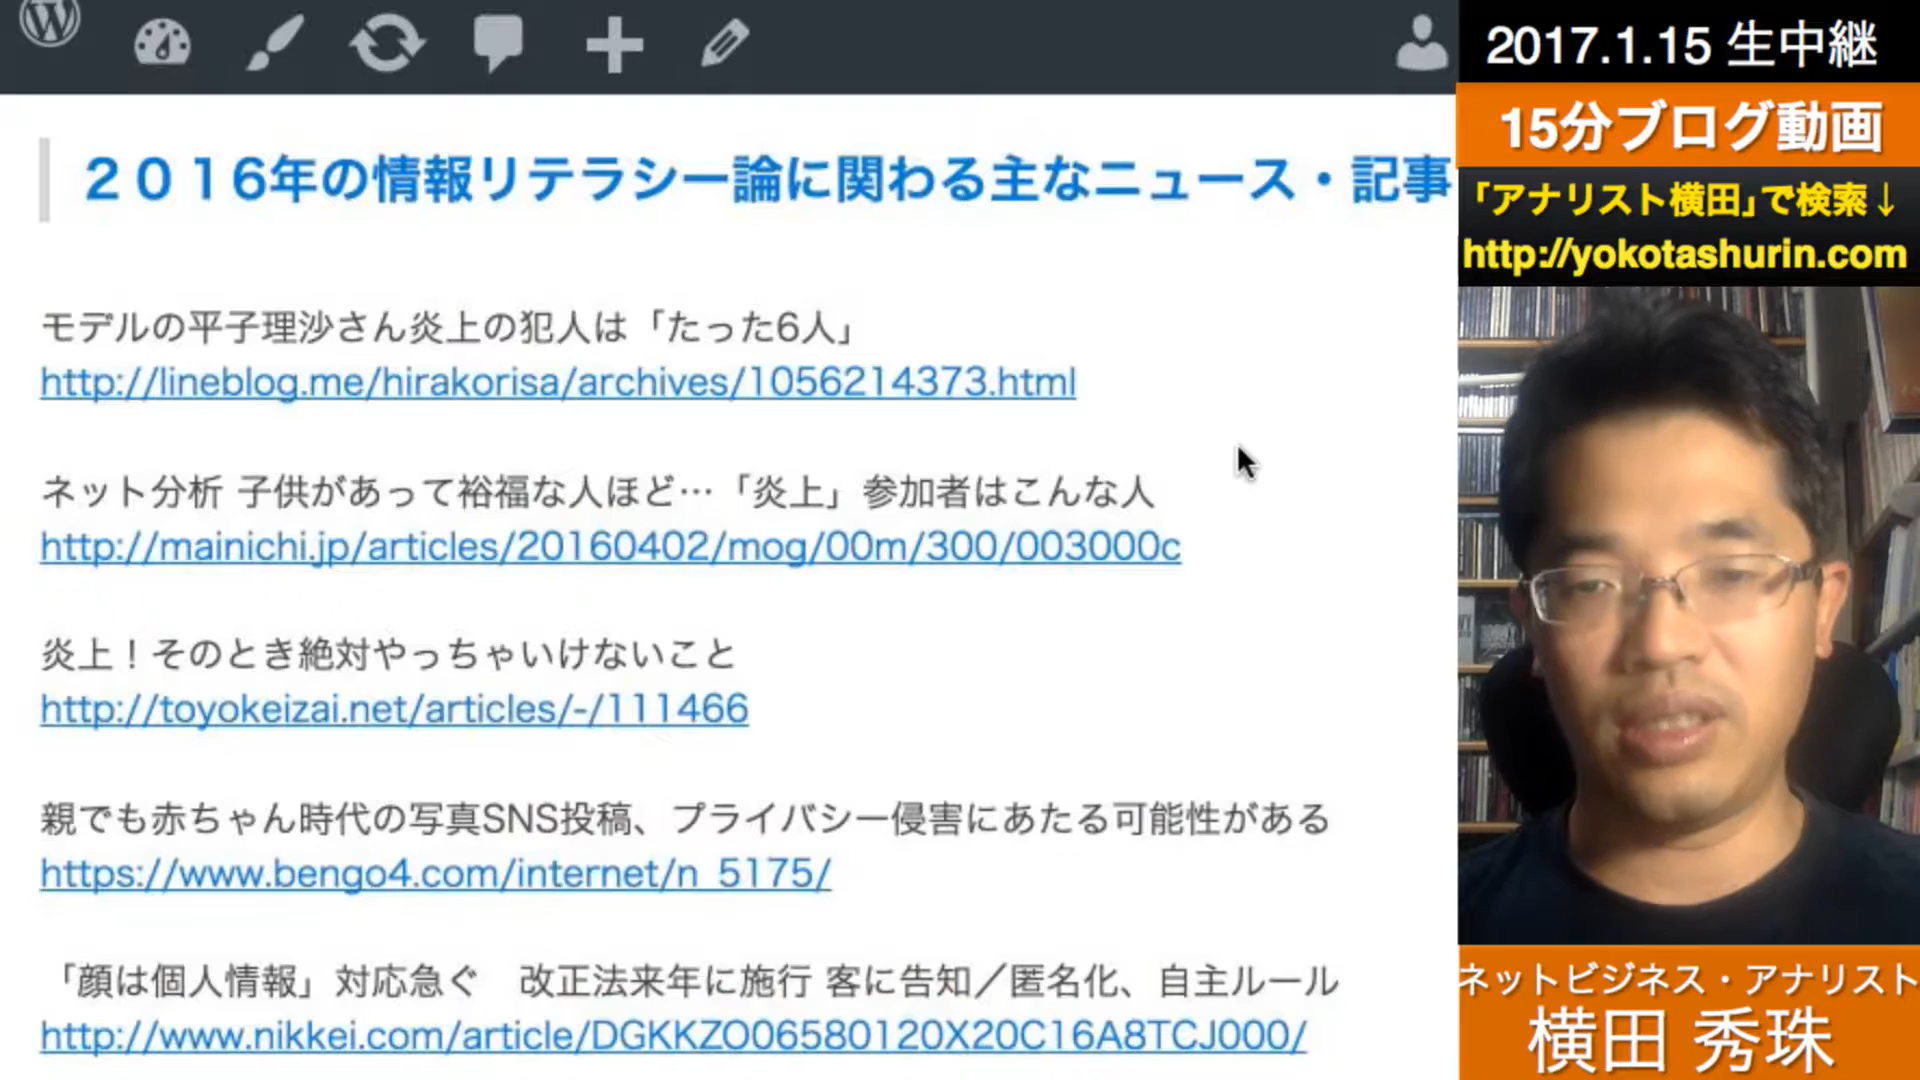 ２０１６年の情報リテラシー論に関わる主なニュース・記事
モデルの平子理沙さん炎上の犯人は「たった6人」
http://lineblog.me/hirakorisa/archives/1056214373.html
ネット分析 子供があって裕福な人ほど…「炎上」参加者はこんな人
http://mainichi.jp/articles/20160402/mog/00m/300/003000c
炎上！そのとき絶対やっちゃいけないこと
http://toyokeizai.net/articles/-/111466
親でも赤ちゃん時代の写真SNS投稿、プライバシー侵害にあたる可能性がある
https://www.bengo4.com/internet/n_5175/
「顔は個人情報」対応急ぐ　改正法来年に施行 客に告知／匿名化、自主ルール
http://www.nikkei.com/article/DGKKZO06580120X20C16A8TCJ000/
2017.1.15 生中継
15分ブログ動画
「アナリスト横田」で検索↓
http://yokotashurin.com
ネットビジネス・アナリスト
横田 秀珠